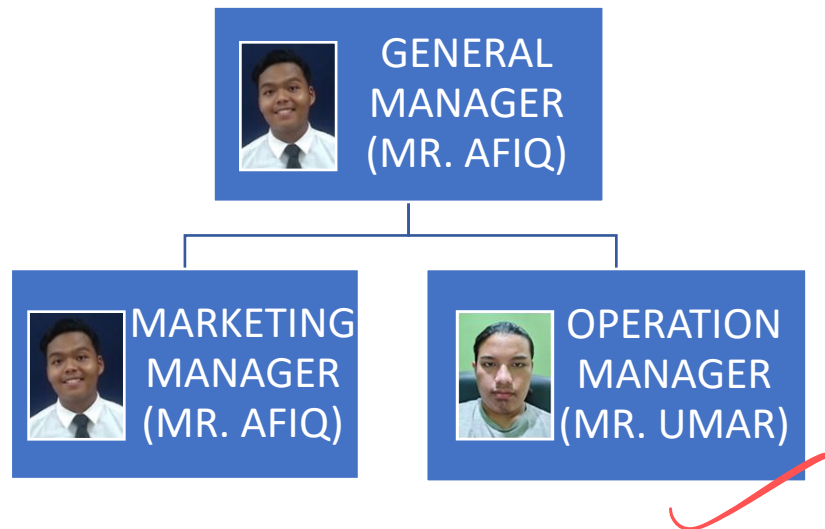 GENERAL
MANAGER
(MR. AFIQ)
MARKETING
MANAGER
(MR. AFIQ)
OPERATION
MANAGER
(MR. UMAR)